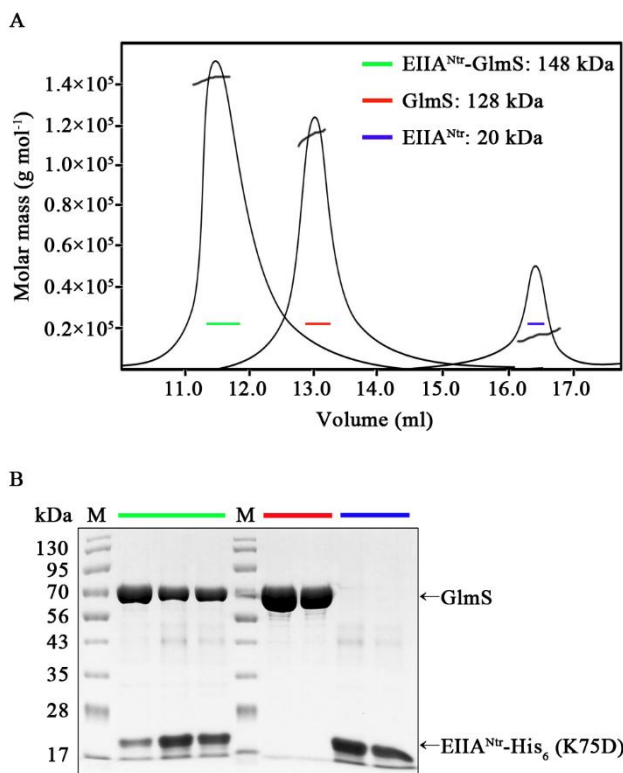 A
EIIA^Ntr-GlmS: 148 kDa
GlmS: 128 kDa
EIIA^Ntr: 20 kDa
Molar mass (g mol⁻¹)
1.4×10⁵
1.2×10⁵
1.0×10⁵
0.8×10⁵
0.6×10⁵
0.4×10⁵
0.2×10⁵
11.0 12.0 13.0 14.0 15.0 16.0 17.0
Volume (ml)
B
kDa M M
130
95
70
56
43
35
28
17
←GlmS
←EIIA^Ntr-His₆ (K75D)